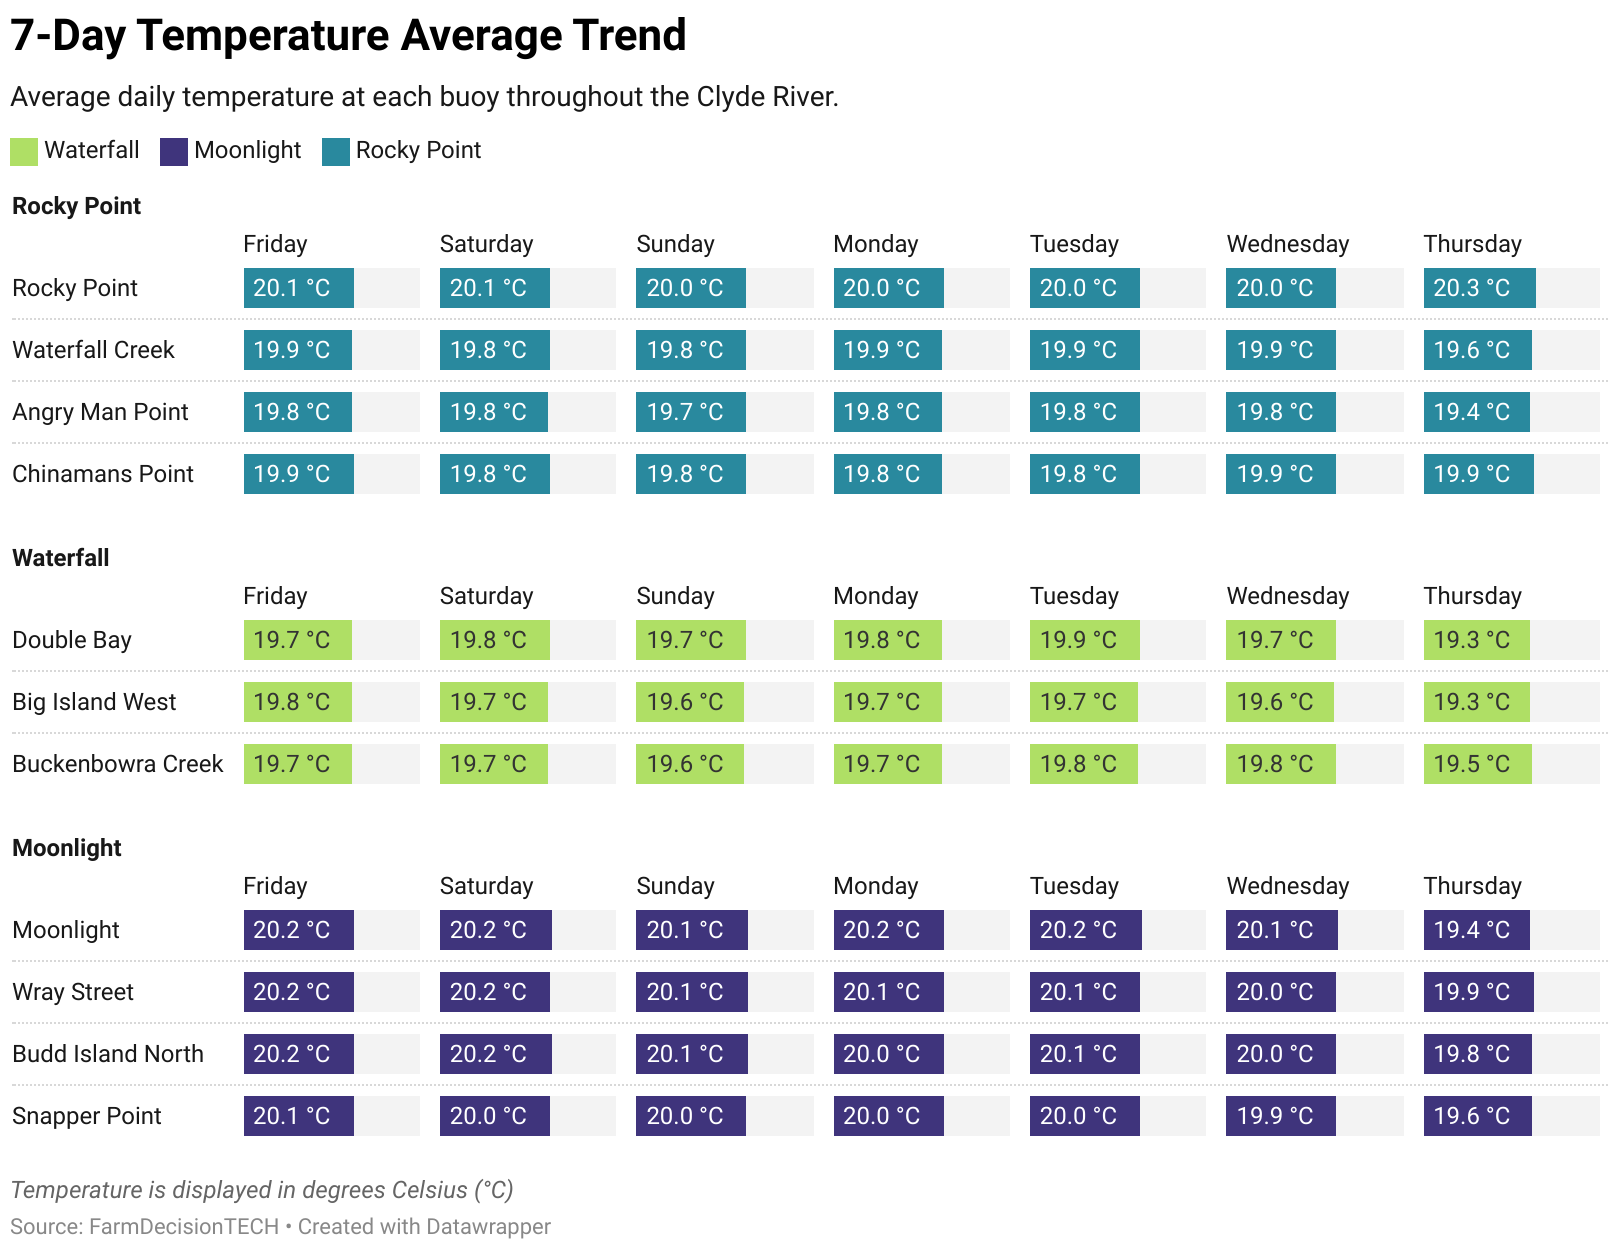 7-Day Temperature Average Trend
Average daily temperature at each buoy throughout the Clyde River.
Waterfall Moonlight Rocky Point
Rocky Point
Friday Saturday Sunday Monday Tuesday Wednesday Thursday
Rocky Point 20.1 °C 20.1 °C 20.0 °C 20.0 °C 20.0 °C 20.0 °C 20.3 °C
Waterfall Creek 19.9 °C 19.8 °C 19.8 °C 19.9 °C 19.9 °C 19.9 °C 19.6 °C
Angry Man Point 19.8 °C 19.8 °C 19.7 °C 19.8 °C 19.8 °C 19.8 °C 19.4 °C
Chinamans Point 19.9 °C 19.8 °C 19.8 °C 19.8 °C 19.8 °C 19.9 °C 19.9 °C
Waterfall
Friday Saturday Sunday Monday Tuesday Wednesday Thursday
Double Bay 19.7 °C 19.8 °C 19.7 °C 19.8 °C 19.9 °C 19.7 °C 19.3 °C
Big Island West 19.8 °C 19.7 °C 19.6 °C 19.7 °C 19.7 °C 19.6 °C 19.3 °C
Buckenbowra Creek 19.7 °C 19.7 °C 19.6 °C 19.7 °C 19.8 °C 19.8 °C 19.5 °C
Moonlight
Friday Saturday Sunday Monday Tuesday Wednesday Thursday
Moonlight 20.2 °C 20.2 °C 20.1 °C 20.2 °C 20.2 °C 20.1 °C 19.4 °C
Wray Street 20.2 °C 20.2 °C 20.1 °C 20.1 °C 20.1 °C 20.0 °C 19.9 °C
Budd Island North 20.2 °C 20.2 °C 20.1 °C 20.0 °C 20.1 °C 20.0 °C 19.8 °C
Snapper Point 20.1 °C 20.0 °C 20.0 °C 20.0 °C 20.0 °C 19.9 °C 19.6 °C
Temperature is displayed in degrees Celsius (°C)
Source: FarmDecisionTECH • Created with Datawrapper